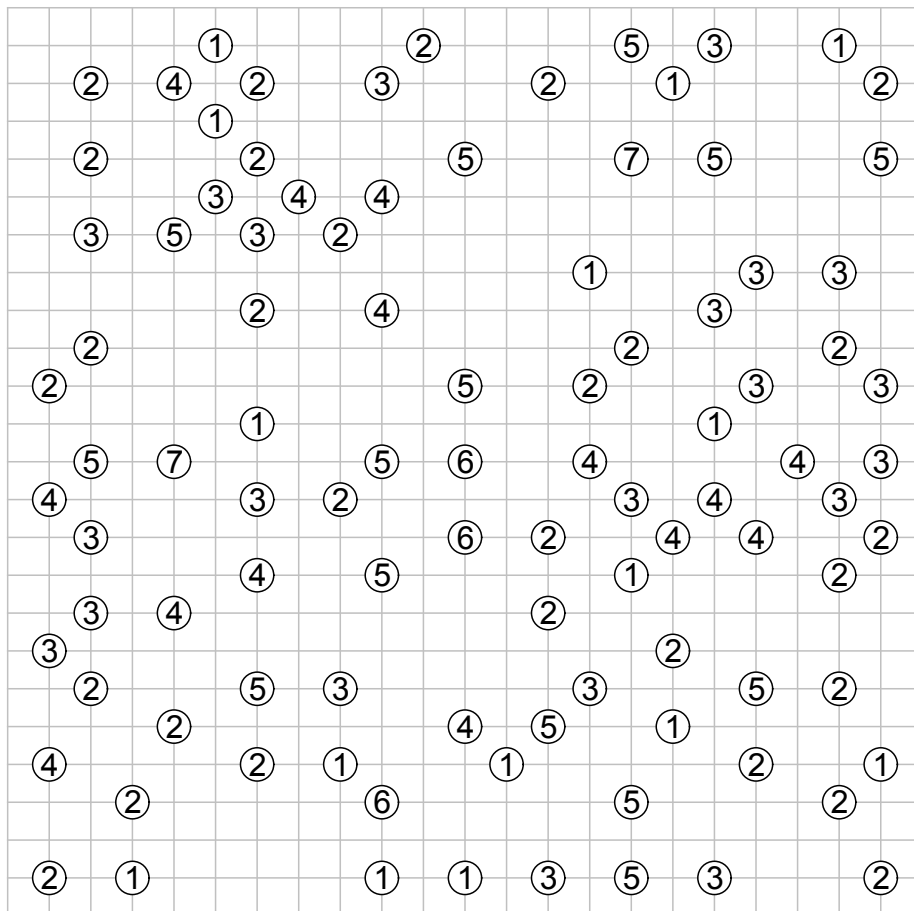 1 2 5 3 1
2 4 2 3 2 1 2
1
2 2 5 7 5 5
3 4 4
3 5 3 2
1 3 3
2 4 3
2 2 2
2 5 2 3 3
1 1
5 7 5 6 4 4 3
4 3 2 3 4 3
3 6 2 4 4 2
4 5 1 2
3 4 2
3 2
2 5 3 3 5 2
2 4 5 1
4 2 1 1 2 1
2 6 5 2
2 1 1 1 3 5 3 2